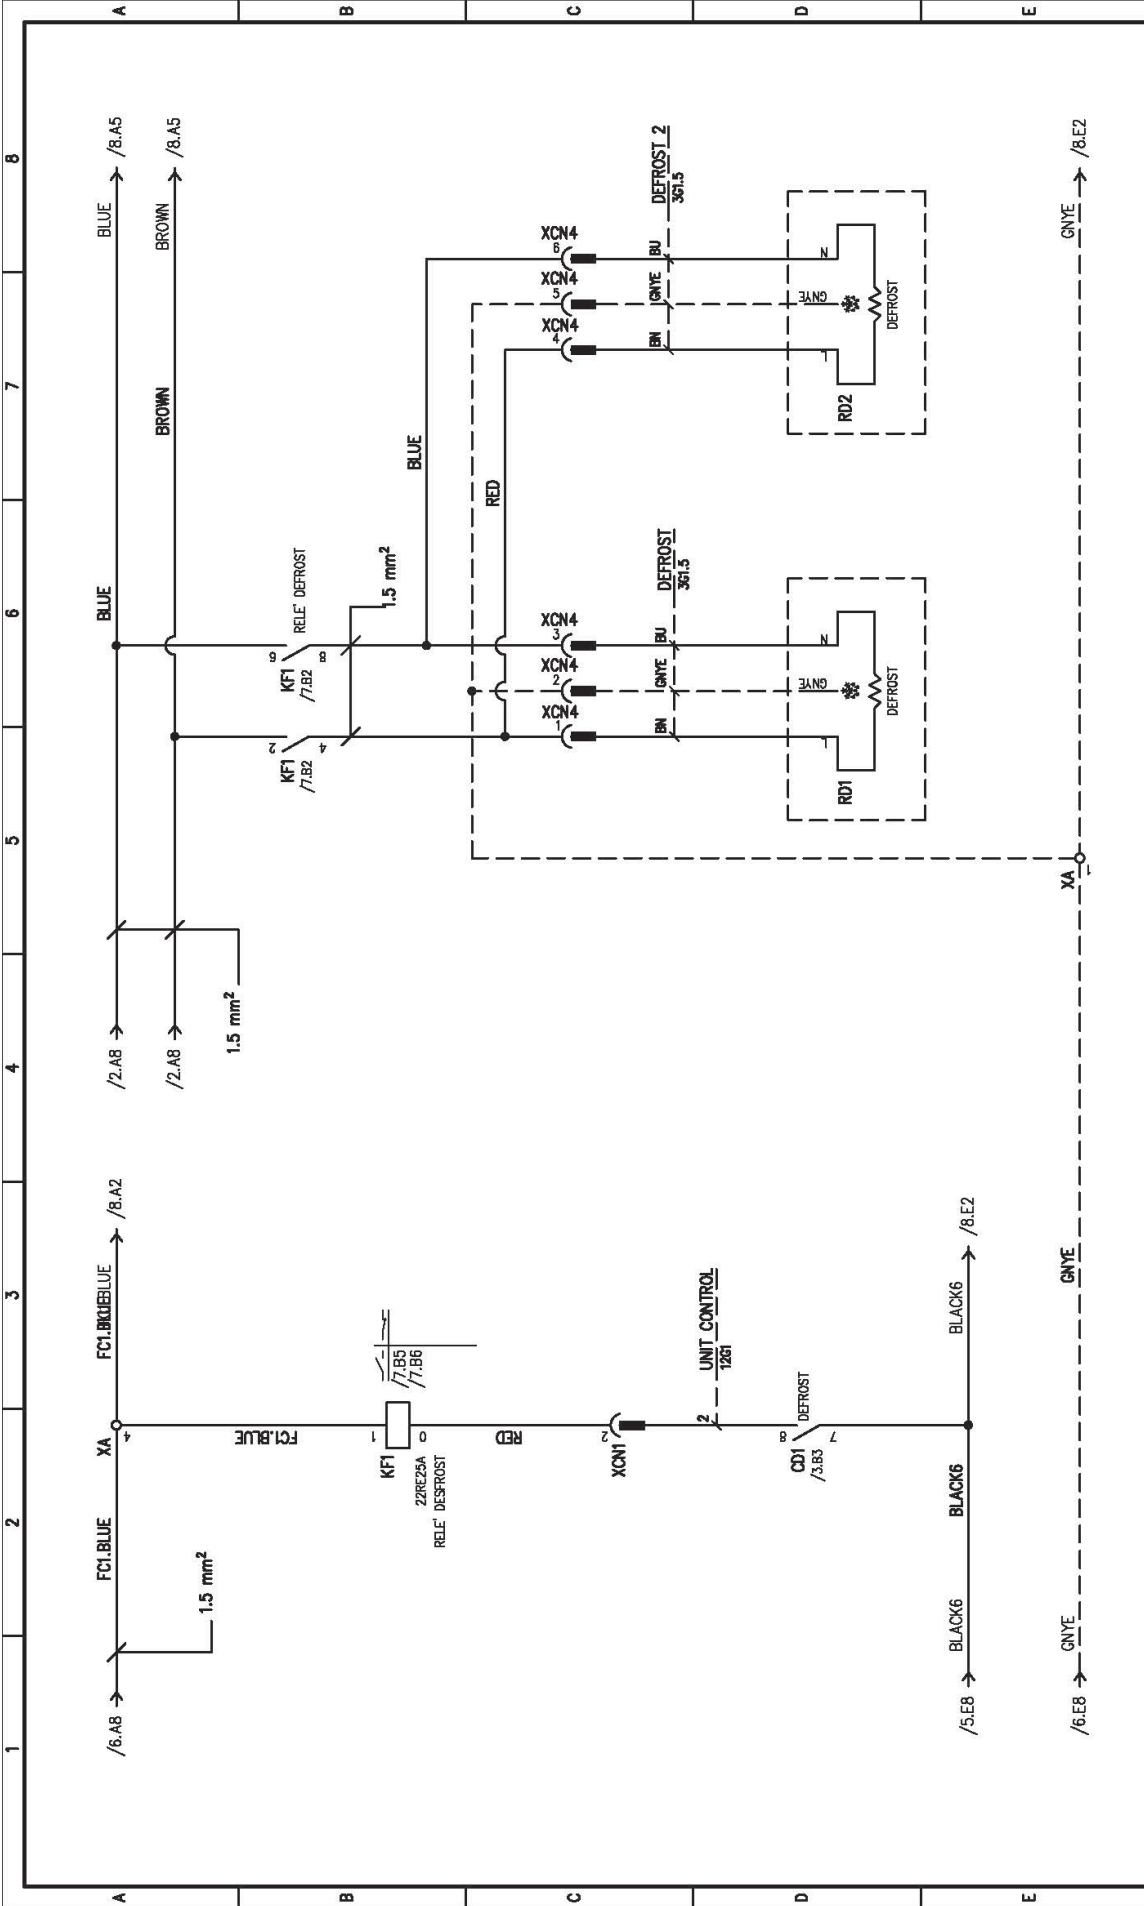 A
B
C
D
E
8
7
6
5
4
3
2
1
/6.A8
FC1.BLUE
1.5 mm²
XA
4
FC1.BLUE
/8.A2
FC1.BLUE
1
KF1
0
22RE25A
RELE' DESFROST
/7.B5
/7.B6
RED
2
XCN1
2
UNIT CONTROL
12G1
8
DEFROST
CD1
/3.B3
7
/5.E8
BLACK6
BLACK6
BLACK6
/8.E2
/6.E8
GNYE
GNYE
XA
1
GNYE
/8.E2
/2.A8
/2.A8
1.5 mm²
BLUE
BROWN
BLUE
/8.A5
BROWN
/8.A5
2
KF1
/7.B2
4
6
KF1
/7.B2
8
RELE' DEFROST
1.5 mm²
BLUE
RED
XCN4
1
XCN4
2
XCN4
3
BN
GNYE
BU
DEFROST
3G1.5
L
GNYE
N
RD1
DEFROST
XCN4
4
XCN4
5
XCN4
6
BN
GNYE
BU
DEFROST 2
3G1.5
L
GNYE
N
RD2
DEFROST
A
B
C
D
E